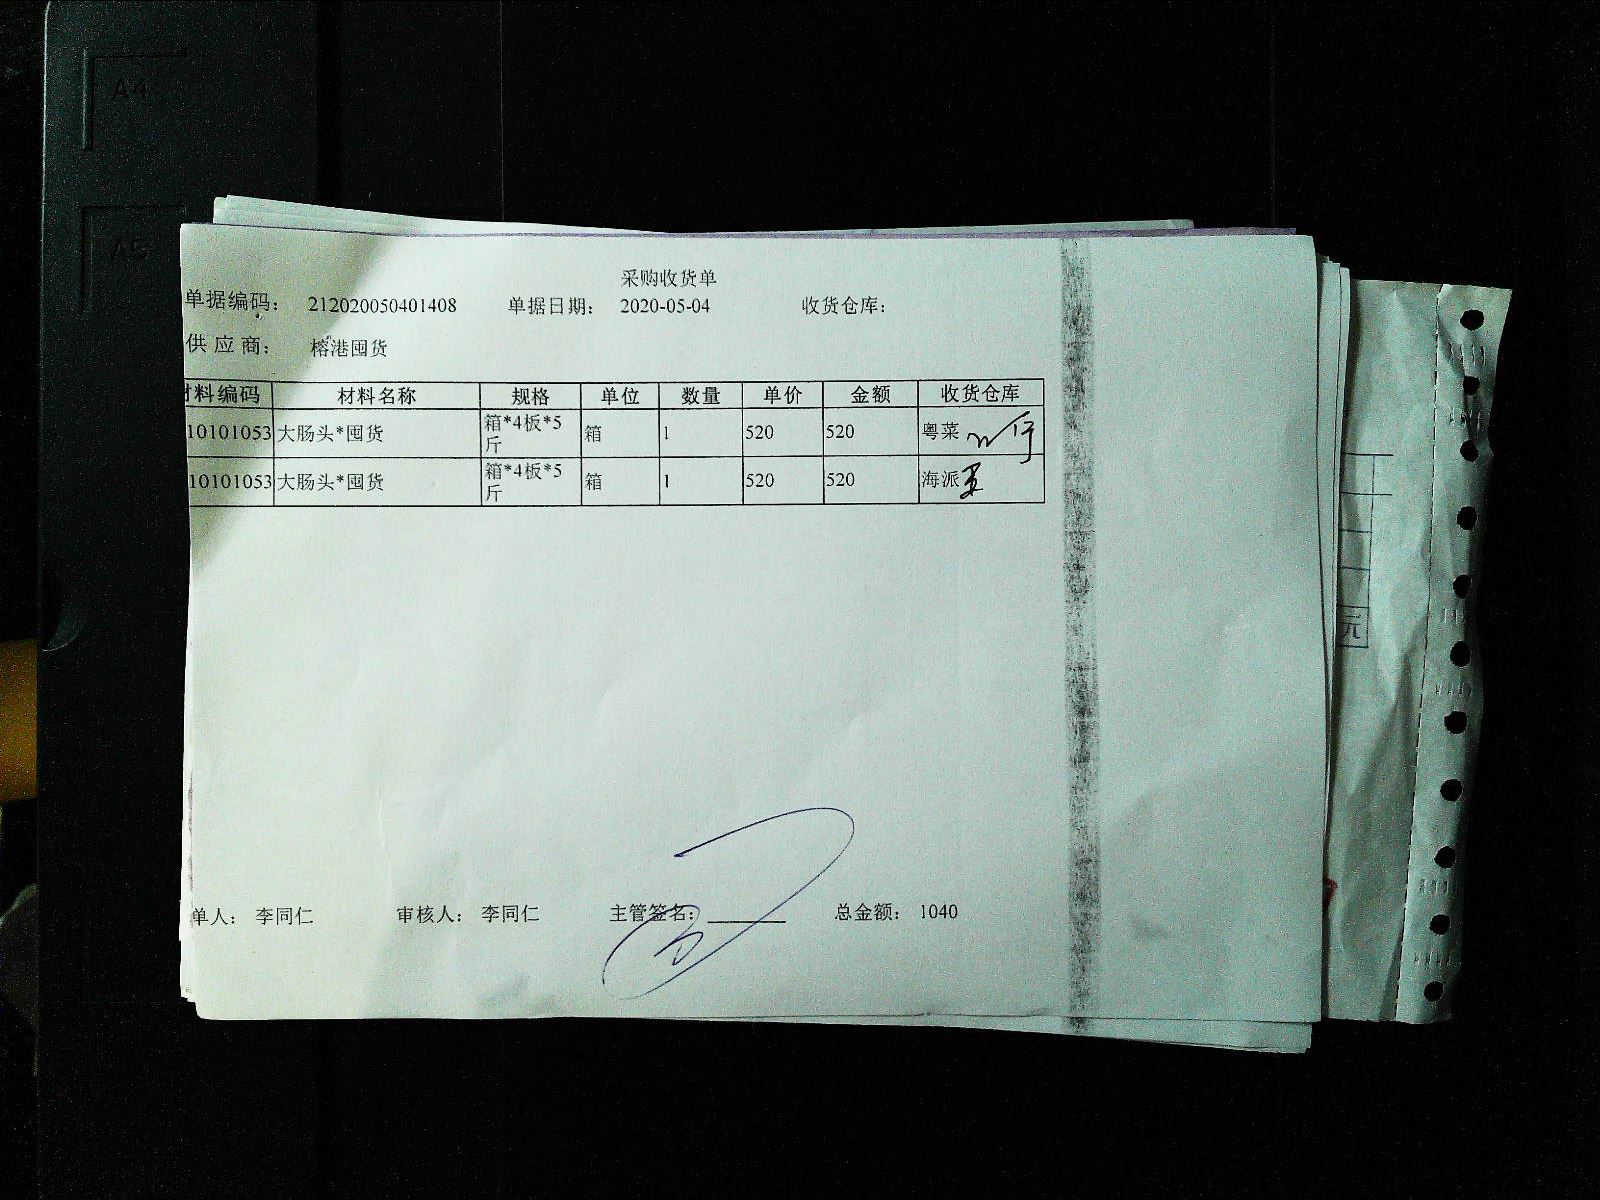 A4
A5
采购收货单
单据编码： 212020050401408 单据日期： 2020-05-04 收货仓库：
供应商： 榕港囤货
材料编码 材料名称 规格 单位 数量 单价 金额 收货仓库
10101053 大肠头*囤货 箱*4板*5斤 箱 1 520 520 粤菜
10101053 大肠头*囤货 箱*4板*5斤 箱 1 520 520 海派
单人： 李同仁 审核人： 李同仁 主管签名： 总金额： 1040
元